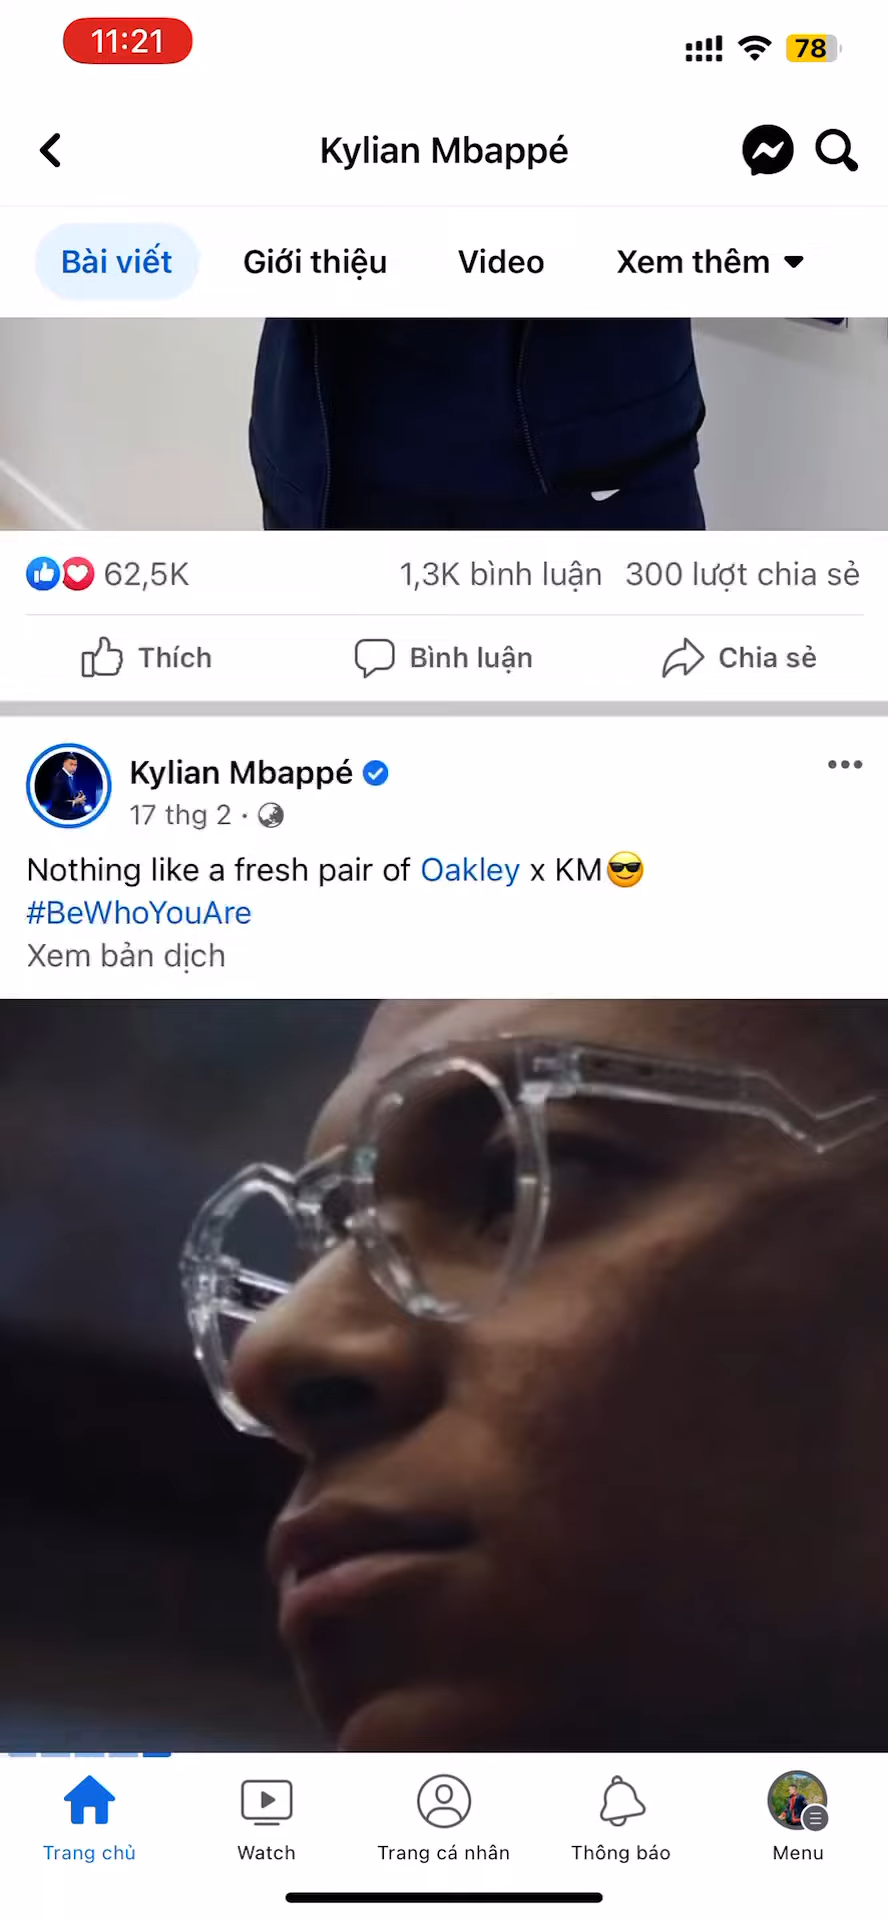 11:21
78
Kylian Mbappé
Bài viết
Giới thiệu
Video
Xem thêm
62,5K
1,3K bình luận
300 lượt chia sẻ
Thích
Bình luận
Chia sẻ
Kylian Mbappé
17 thg 2 ·
Nothing like a fresh pair of Oakley x KM😎
#BeWhoYouAre
Xem bản dịch
Trang chủ
Watch
Trang cá nhân
Thông báo
Menu